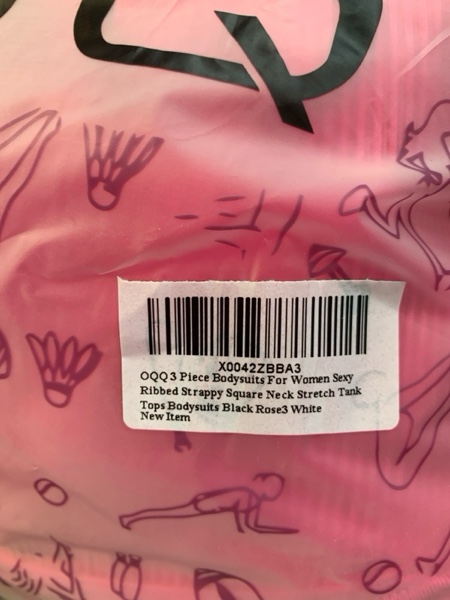 OQQ
X0042ZBBA3
OQQ 3 Piece Bodysuits For Women Sexy
Ribbed Strappy Square Neck Stretch Tank
Tops Bodysuits Black Rose3 White
New Item